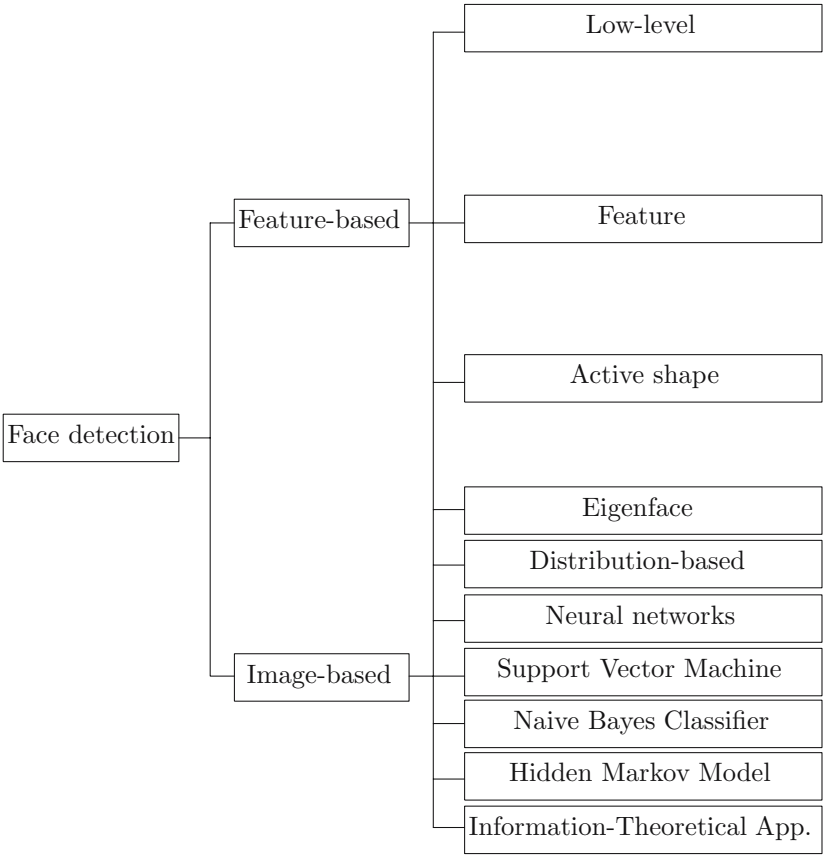 Low-level
Feature-based
Feature
Active shape
Face detection
Eigenface
Distribution-based
Neural networks
Image-based
Support Vector Machine
Naive Bayes Classifier
Hidden Markov Model
Information-Theoretical App.